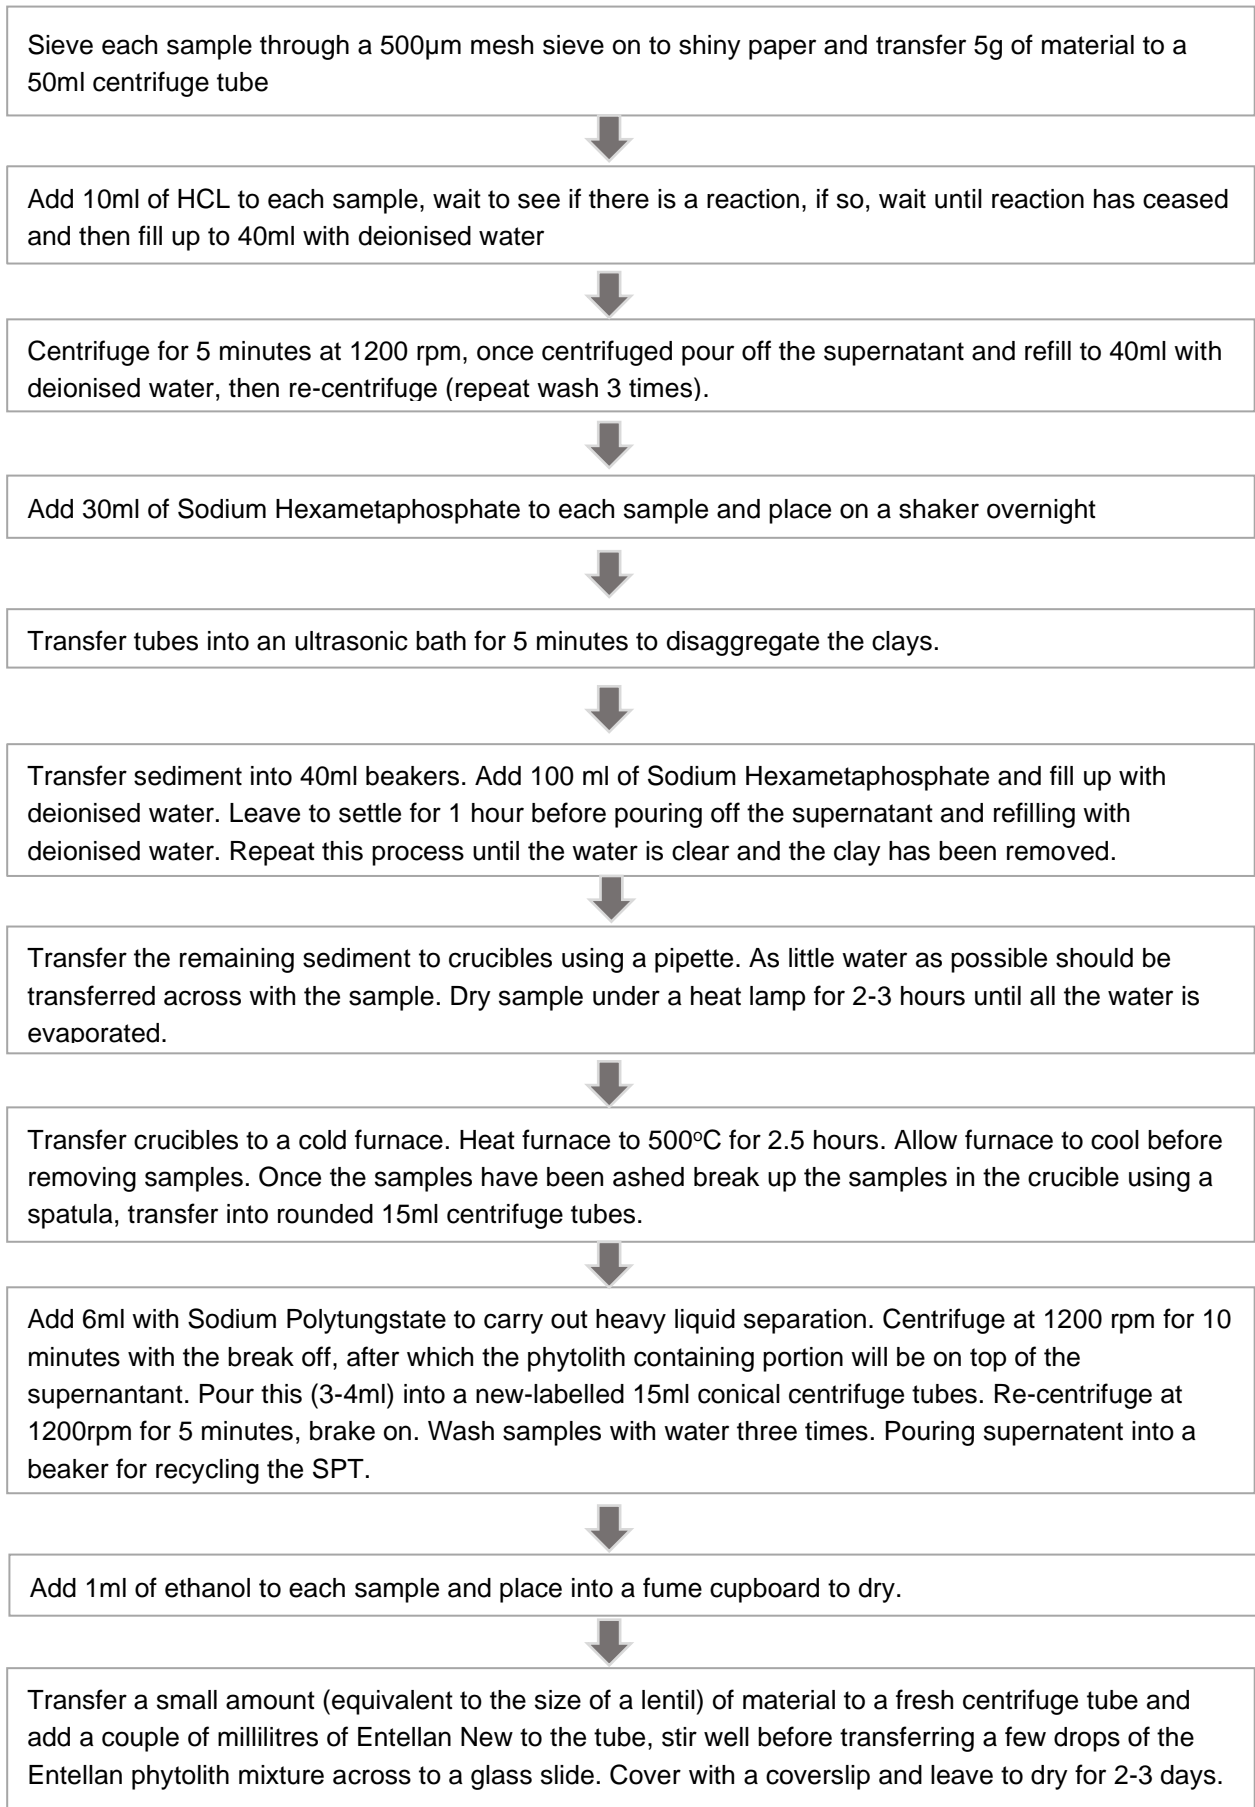 Sieve each sample through a 500µm mesh sieve on to shiny paper and transfer 5g of material to a
50ml centrifuge tube
Add 10ml of HCL to each sample, wait to see if there is a reaction, if so, wait until reaction has ceased
and then fill up to 40ml with deionised water
Centrifuge for 5 minutes at 1200 rpm, once centrifuged pour off the supernatant and refill to 40ml with
deionised water, then re-centrifuge (repeat wash 3 times).
Add 30ml of Sodium Hexametaphosphate to each sample and place on a shaker overnight
Transfer tubes into an ultrasonic bath for 5 minutes to disaggregate the clays.
Transfer sediment into 40ml beakers. Add 100 ml of Sodium Hexametaphosphate and fill up with
deionised water. Leave to settle for 1 hour before pouring off the supernatant and refilling with
deionised water. Repeat this process until the water is clear and the clay has been removed.
Transfer the remaining sediment to crucibles using a pipette. As little water as possible should be
transferred across with the sample. Dry sample under a heat lamp for 2-3 hours until all the water is
evaporated.
Transfer crucibles to a cold furnace. Heat furnace to 500ºC for 2.5 hours. Allow furnace to cool before
removing samples. Once the samples have been ashed break up the samples in the crucible using a
spatula, transfer into rounded 15ml centrifuge tubes.
Add 6ml with Sodium Polytungstate to carry out heavy liquid separation. Centrifuge at 1200 rpm for 10
minutes with the break off, after which the phytolith containing portion will be on top of the
supernantant. Pour this (3-4ml) into a new-labelled 15ml conical centrifuge tubes. Re-centrifuge at
1200rpm for 5 minutes, brake on. Wash samples with water three times. Pouring supernatent into a
beaker for recycling the SPT.
Add 1ml of ethanol to each sample and place into a fume cupboard to dry.
Transfer a small amount (equivalent to the size of a lentil) of material to a fresh centrifuge tube and
add a couple of millilitres of Entellan New to the tube, stir well before transferring a few drops of the
Entellan phytolith mixture across to a glass slide. Cover with a coverslip and leave to dry for 2-3 days.